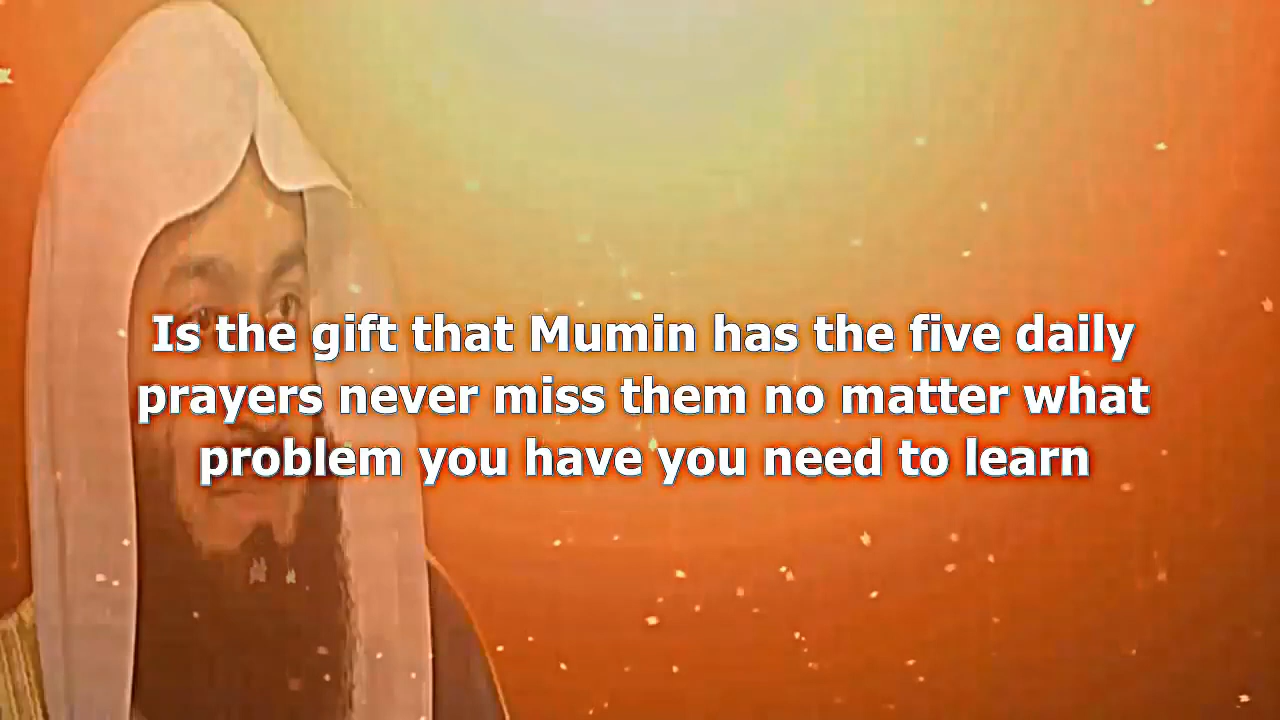 Is the gift that Mumin has the five daily
prayers never miss them no matter what
problem you have you need to learn